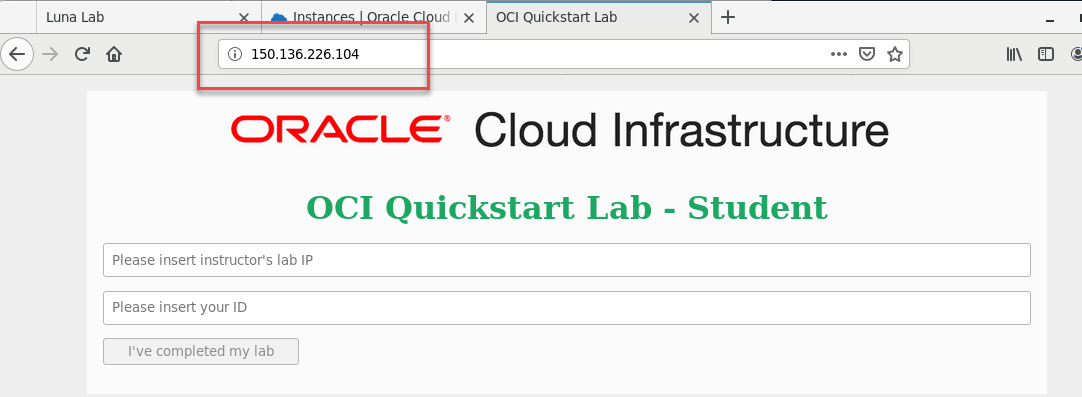 Luna Lab
Instances | Oracle Cloud
OCI Quickstart Lab
150.136.226.104
ORACLE® Cloud Infrastructure
OCI Quickstart Lab - Student
Please insert instructor's lab IP
Please insert your ID
I've completed my lab